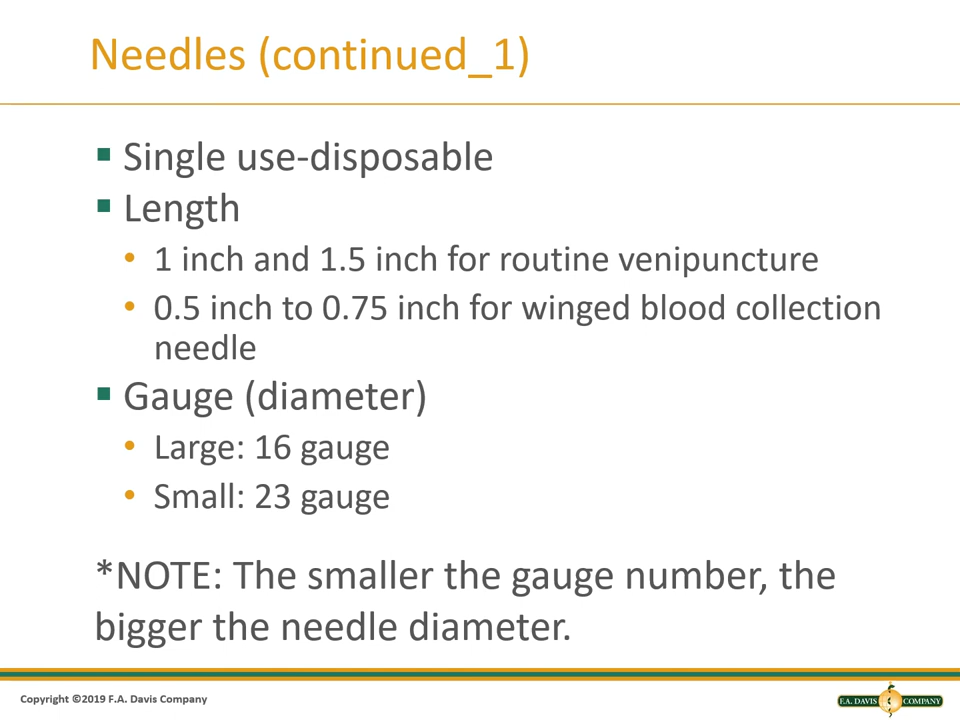 Needles (continued_1)
Single use-disposable
Length
1 inch and 1.5 inch for routine venipuncture
0.5 inch to 0.75 inch for winged blood collection
needle
Gauge (diameter)
Large: 16 gauge
Small: 23 gauge
*NOTE: The smaller the gauge number, the
bigger the needle diameter.
Copyright ©2019 F.A. Davis Company
F.A. DAVIS COMPANY